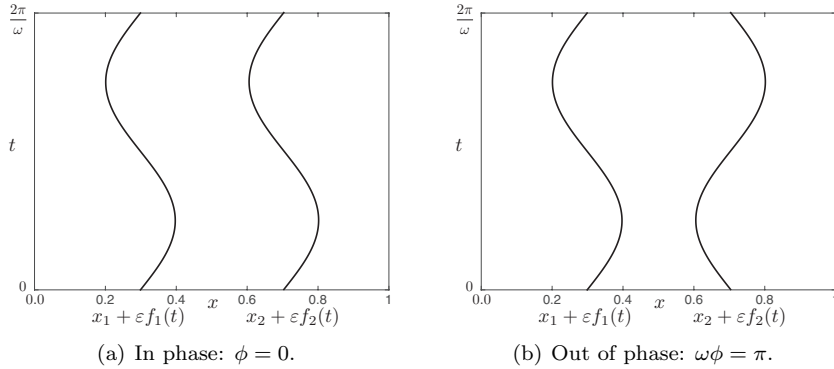 2π/ω
t
0
0.0 0.2 0.4 x 0.6 0.8 1
x₁ + εf₁(t) x₂ + εf₂(t)
(a) In phase: ϕ = 0.
2π/ω
t
0
0.0 0.2 0.4 x 0.6 0.8 1
x₁ + εf₁(t) x₂ + εf₂(t)
(b) Out of phase: ωϕ = π.